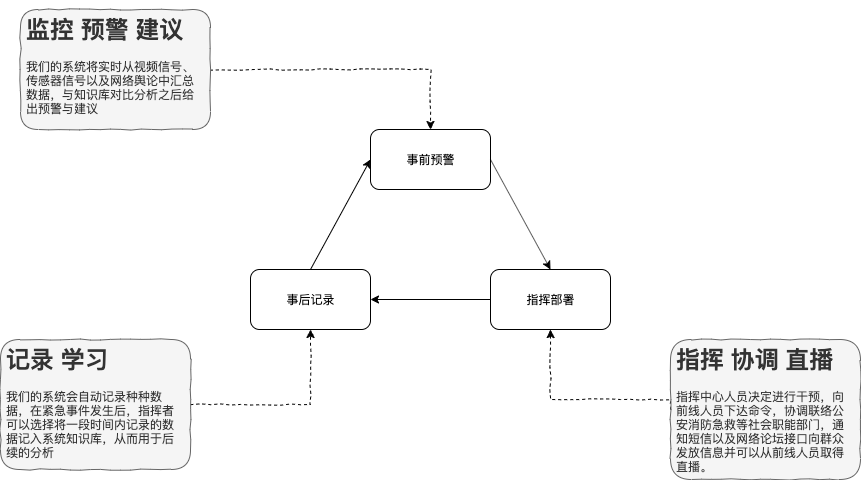 监控 预警 建议
我们的系统将实时从视频信号、
传感器信号以及网络舆论中汇总
数据，与知识库对比分析之后给
出预警与建议
事前预警
事后记录
指挥部署
记录 学习
我们的系统会自动记录种种数
据，在紧急事件发生后，指挥者
可以选择将一段时间内记录的数
据记入系统知识库，从而用于后
续的分析
指挥 协调 直播
指挥中心人员决定进行干预，向
前线人员下达命令，协调联络公
安消防急救等社会职能部门，通
知短信以及网络论坛接口向群众
发放信息并可以从前线人员取得
直播。